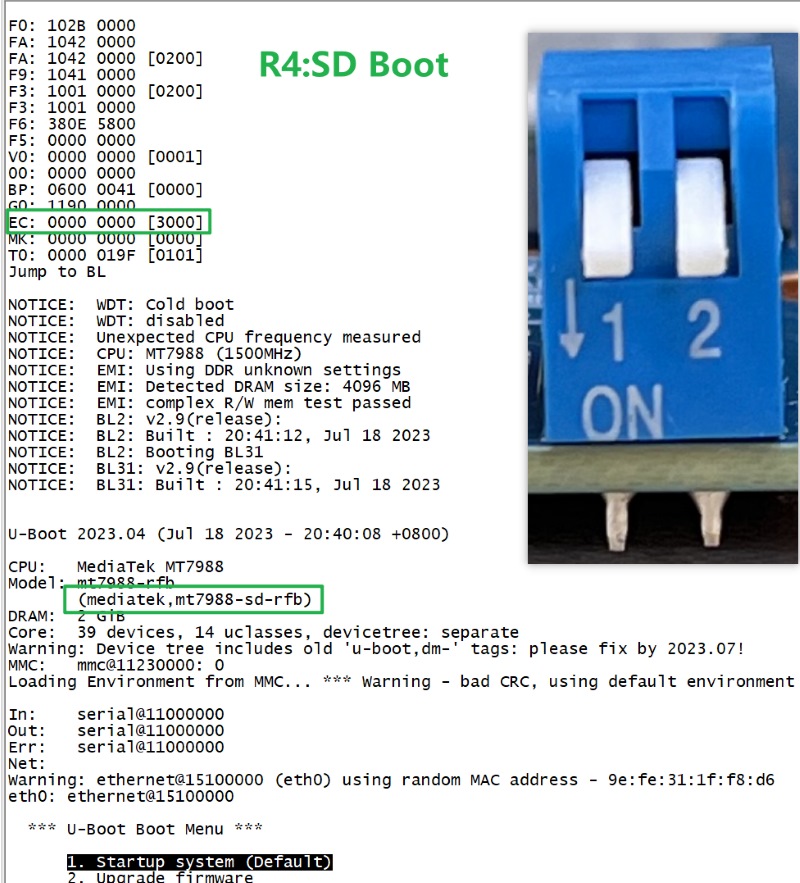 F0: 102B 0000
FA: 1042 0000
FA: 1042 0000 [0200]
F9: 1041 0000
F3: 1001 0000 [0200]
F3: 1001 0000
F6: 380E 5800
F5: 0000 0000
V0: 0000 0000 [0001]
00: 0000 0000
BP: 0600 0041 [0000]
G0: 1190 0000
EC: 0000 0000 [3000]
MK: 0000 0000 [0000]
T0: 0000 019F [0101]
Jump to BL
R4:SD Boot
NOTICE:  WDT: Cold boot
NOTICE:  WDT: disabled
NOTICE:  Unexpected CPU frequency measured
NOTICE:  CPU: MT7988 (1500MHz)
NOTICE:  EMI: Using DDR unknown settings
NOTICE:  EMI: Detected DRAM size: 4096 MB
NOTICE:  EMI: complex R/W mem test passed
NOTICE:  BL2: v2.9(release):
NOTICE:  BL2: Built : 20:41:12, Jul 18 2023
NOTICE:  BL2: Booting BL31
NOTICE:  BL31: v2.9(release):
NOTICE:  BL31: Built : 20:41:15, Jul 18 2023
1 2
ON
U-Boot 2023.04 (Jul 18 2023 - 20:40:08 +0800)
CPU:   MediaTek MT7988
Model: mt7988-rfb
(mediatek,mt7988-sd-rfb)
DRAM:  2 GiB
Core:  39 devices, 14 uclasses, devicetree: separate
Warning: Device tree includes old 'u-boot,dm-' tags: please fix by 2023.07!
MMC:   mmc@11230000: 0
Loading Environment from MMC... *** Warning - bad CRC, using default environment
In:    serial@11000000
Out:   serial@11000000
Err:   serial@11000000
Net:
Warning: ethernet@15100000 (eth0) using random MAC address - 9e:fe:31:1f:f8:d6
eth0: ethernet@15100000
*** U-Boot Boot Menu ***
1. Startup system (Default)
2. Upgrade firmware